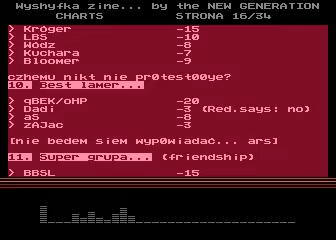 Wyshyfka zine... by the NEW GENERATION
CHARTS STRONA 16/34
> Kröger -15
> LBS -10
> Wödz -8
> Kuchara -7
> Bloomer -9
czhemu nikt nie pr0test00ye?
10. Best lamer...
> qBEK/oHP -20
> Dadi -3 (Red.says: no)
> aS -8
> zAJac -3
[nie bedem siem wyp0wiadać... ars]
11. Super grupa... (friendship)
> BBSL -15